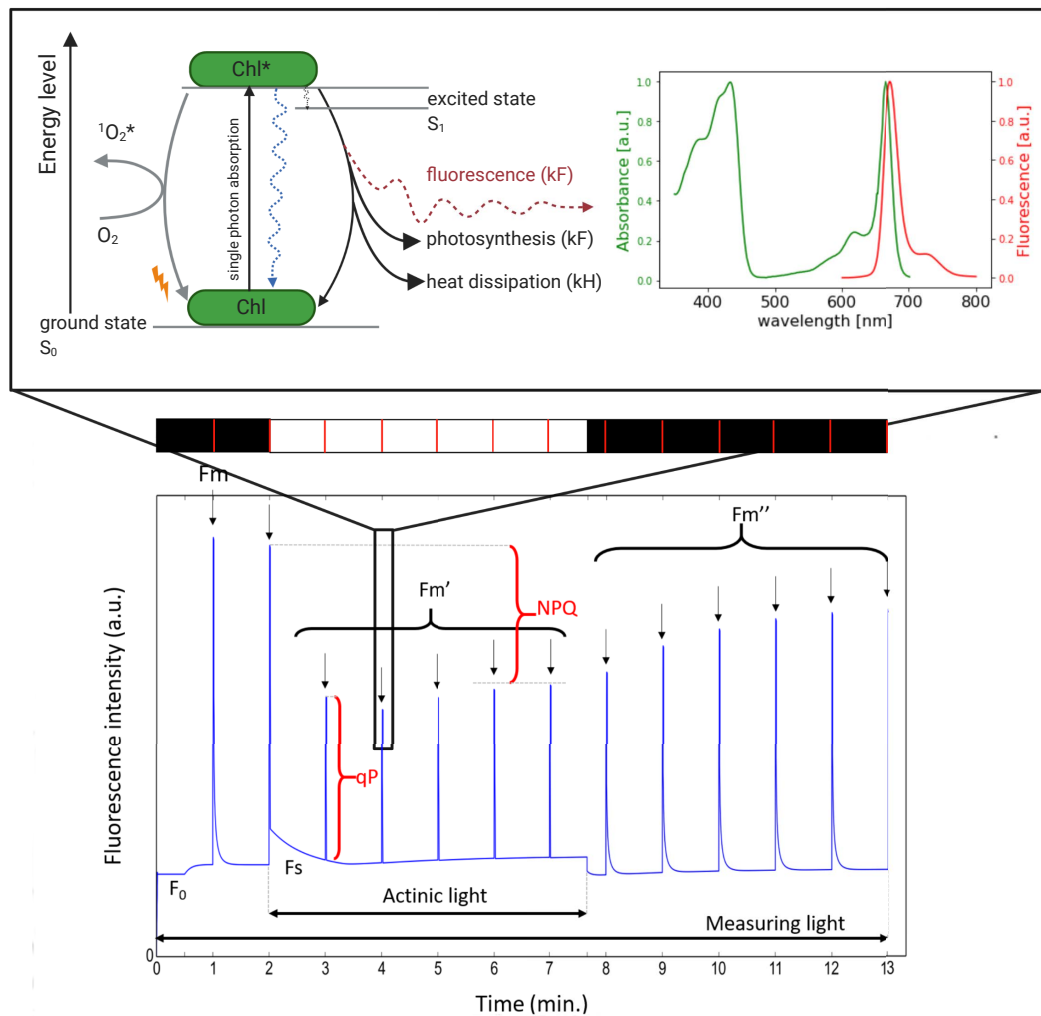 Energy level
Chl*
excited state
S1
¹O2*
O2
single photon absorption
fluorescence (kF)
photosynthesis (kF)
heat dissipation (kH)
Chl
ground state
S0
Absorbance [a.u.]
1.0
0.8
0.6
0.4
0.2
0.0
400
500
600
700
800
wavelength [nm]
1.0
0.8
0.6
0.4
0.2
0.0
Fluorescence [a.u.]
Fm
Fm''
Fm'
NPQ
qP
Fs
F0
Actinic light
Measuring light
Fluorescence intensity (a.u.)
0
0
1
2
3
4
5
6
7
8
9
10
11
12
13
Time (min.)